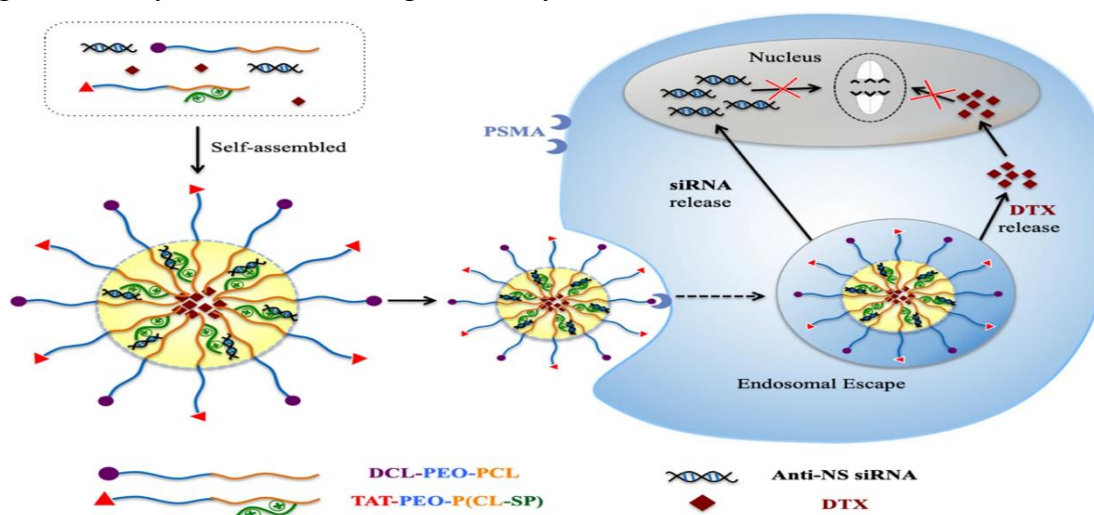 Self-assembled
PSMA
Nucleus
siRNA
release
DTX
release
Endosomal Escape
DCL-PEO-PCL
TAT-PEO-P(CL-SP)
Anti-NS siRNA
DTX